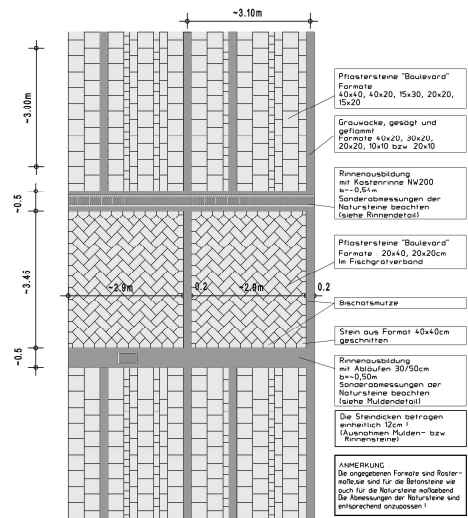 ~3.10m
~3.00m
~0.5
~3.45
~0.5
~2.9m
0.2
~2.9m
0.2
Pflastersteine "Boulevard"
Formate
40x40, 40x20, 15x30, 20x20,
15x20
Grauwacke, gesägt und
geflammt
Formate 40x20, 30x20,
20x20, 10x10 bzw 20x10
Rinnenausbildung
mit Kastenrinne NW200
b=~0,54m
Sonderabmessungen der
Natursteine beachten
(siehe Rinnendetail)
Pflastersteine "Boulevard"
Formate : 20x40, 20x20cm
Im Fischgrätverband
Bischofsmütze
Stein aus Format 40x40cm
geschnitten
Rinnenausbildung
mit Abläufen 30/50cm
b=~0,50m
Sonderabmessungen der
Natursteine beachten
(siehe Muldendetail)
Die Steindicken betragen
einheitlich 12cm !
(Ausnahmen Mulden- bzw
Rinnensteine)
ANMERKUNG
Die angegebenen Formate sind Raster-
maße,sie sind für die Betonsteine wie
auch für die Natursteine maßgebend
Die Abmessungen der Natursteine sind
entsprechend anzupassen !